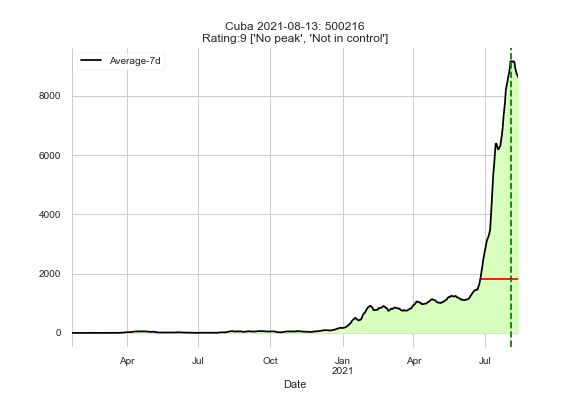 Cuba 2021-08-13: 500216
Rating:9 ['No peak', 'Not in control']
Average-7d
8000
6000
4000
2000
0
Apr
Jul
Oct
Jan
2021
Apr
Jul
Date